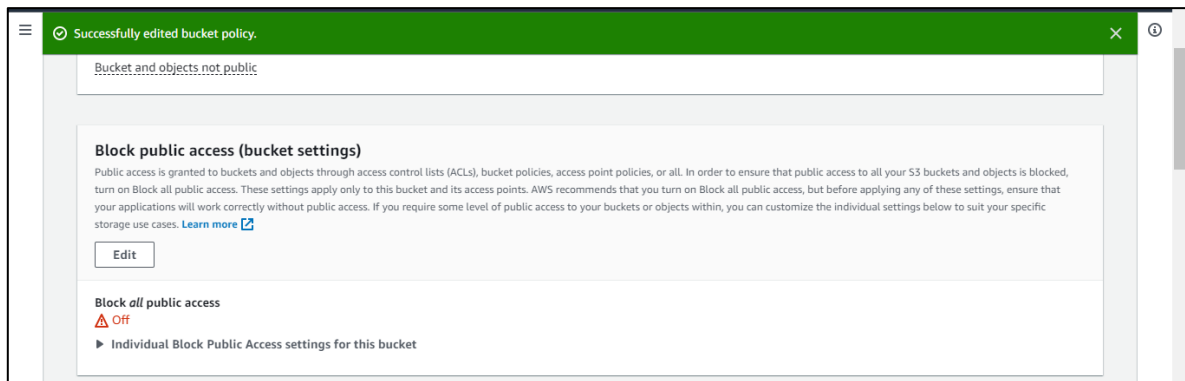 Successfully edited bucket policy.
Bucket and objects not public
Block public access (bucket settings)
Public access is granted to buckets and objects through access control lists (ACLs), bucket policies, access point policies, or all. In order to ensure that public access to all your S3 buckets and objects is blocked,
turn on Block all public access. These settings apply only to this bucket and its access points. AWS recommends that you turn on Block all public access, but before applying any of these settings, ensure that
your applications will work correctly without public access. If you require some level of public access to your buckets or objects within, you can customize the individual settings below to suit your specific
storage use cases. Learn more
Edit
Block all public access
Off
Individual Block Public Access settings for this bucket